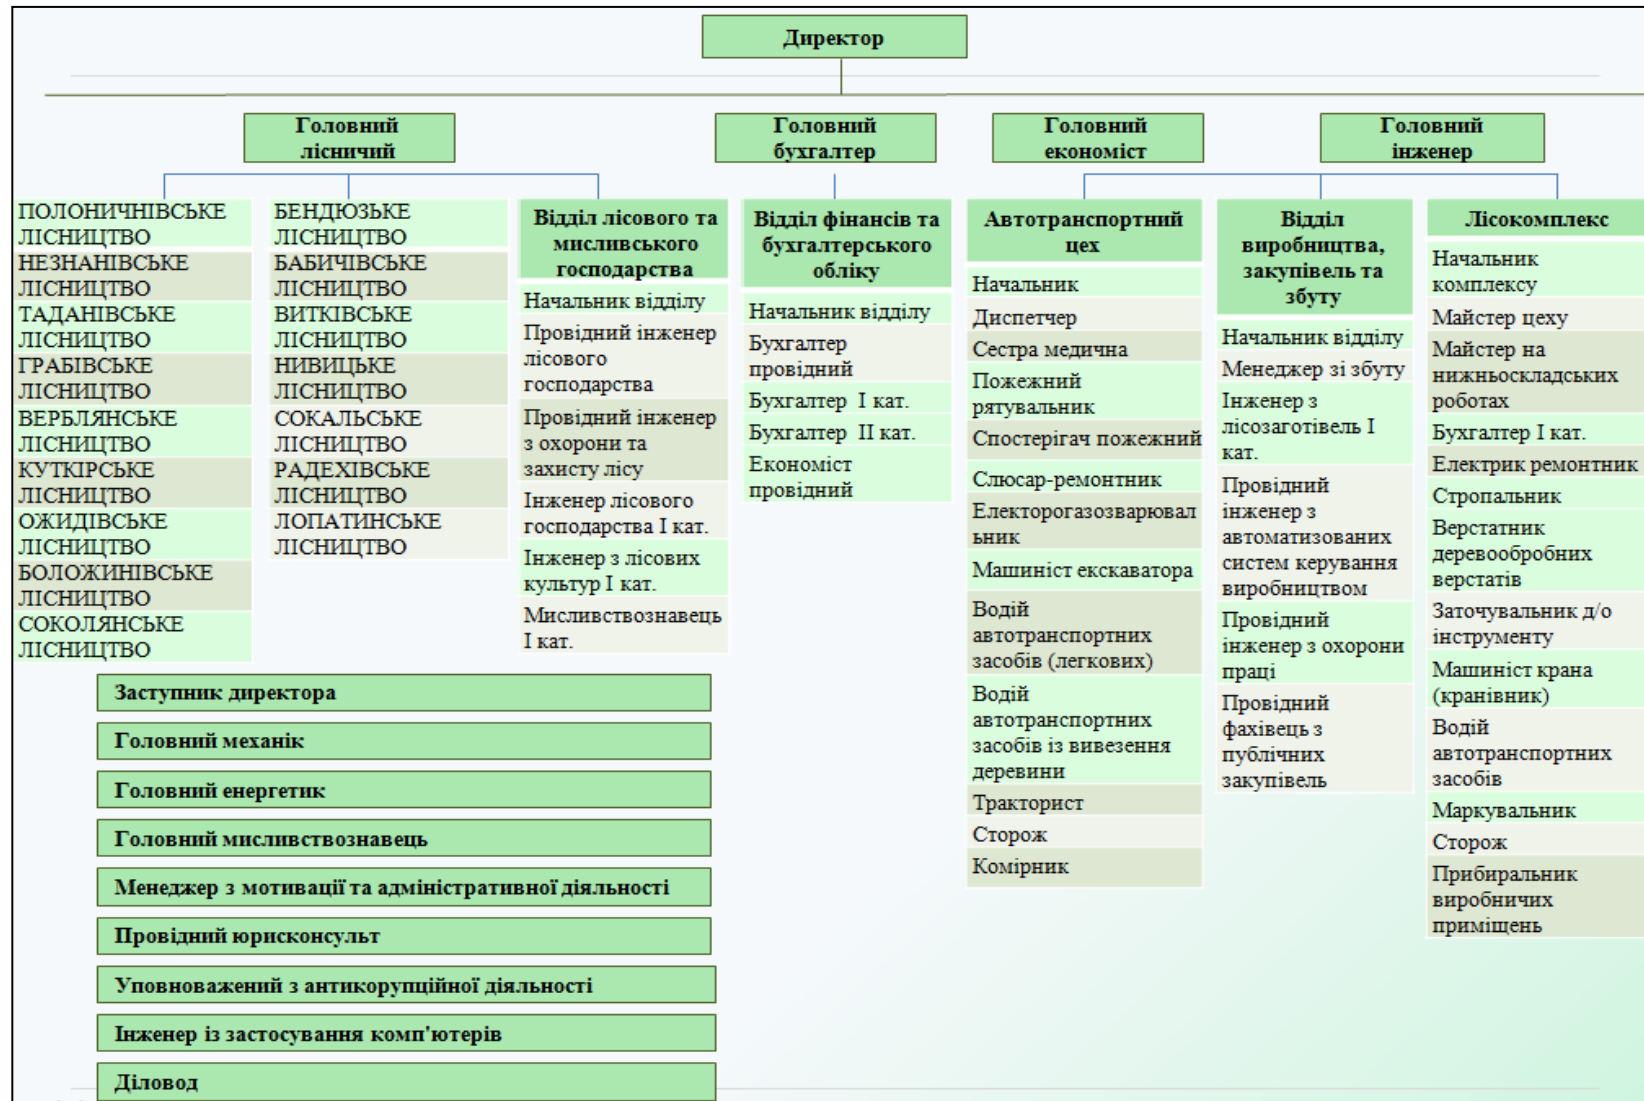 Директор
Головний
лісничий
Головний
бухгалтер
Головний
економіст
Головний
інженер
ПОЛОНИЧНІВСЬКЕ
ЛІСНИЦТВО
НЕЗНАНІВСЬКЕ
ЛІСНИЦТВО
ТАДАНІВСЬКЕ
ЛІСНИЦТВО
ГРАБІВСЬКЕ
ЛІСНИЦТВО
ВЕРБЛЯНСЬКЕ
ЛІСНИЦТВО
КУТКІРСЬКЕ
ЛІСНИЦТВО
ОЖИДІВСЬКЕ
ЛІСНИЦТВО
БОЛОЖИНІВСЬКЕ
ЛІСНИЦТВО
СОКОЛЯНСЬКЕ
ЛІСНИЦТВО
БЕНДЮЗЬКЕ
ЛІСНИЦТВО
БАБИЧІВСЬКЕ
ЛІСНИЦТВО
ВИТКІВСЬКЕ
ЛІСНИЦТВО
НИВИЦЬКЕ
ЛІСНИЦТВО
СОКАЛЬСЬКЕ
ЛІСНИЦТВО
РАДЕХІВСЬКЕ
ЛІСНИЦТВО
ЛОПАТИНСЬКЕ
ЛІСНИЦТВО
Відділ лісового та
мисливського
господарства
Начальник відділу
Провідний інженер
лісового
господарства
Провідний інженер
з охорони та
захисту лісу
Інженер лісового
господарства І кат.
Інженер з лісових
культур І кат.
Мисливствознавець
І кат.
Відділ фінансів та
бухгалтерського
обліку
Начальник відділу
Бухгалтер
провідний
Бухгалтер І кат.
Бухгалтер ІІ кат.
Економіст
провідний
Автотранспортний
цех
Начальник
Диспетчер
Сестра медична
Пожежний
рятувальник
Спостерігач пожежний
Слюсар-ремонтник
Електорогазозварювал
ьник
Машиніст екскаватора
Водій
автотранспортних
засобів (легкових)
Водій
автотранспортних
засобів із вивезення
деревини
Тракторист
Сторож
Комірник
Відділ
виробництва,
закупівель та
збуту
Начальник відділу
Менеджер зі збуту
Інженер з
лісозаготівель І
кат.
Провідний
інженер з
автоматизованих
систем керування
виробництвом
Провідний
інженер з охорони
праці
Провідний
фахівець з
публічних
закупівель
Лісокомплекс
Начальник
комплексу
Майстер цеху
Майстер на
нижньоскладських
роботах
Бухгалтер І кат.
Електрик ремонтник
Стропальник
Верстатник
деревообробних
верстатів
Заточувальник д/о
інструменту
Машиніст крана
(кранівник)
Водій
автотранспортних
засобів
Маркувальник
Сторож
Прибиральник
виробничих
приміщень
Заступник директора
Головний механік
Головний енергетик
Головний мисливствознавець
Менеджер з мотивації та адміністративної діяльності
Провідний юрисконсульт
Уповноважений з антикорупційної діяльності
Інженер із застосування комп'ютерів
Діловод